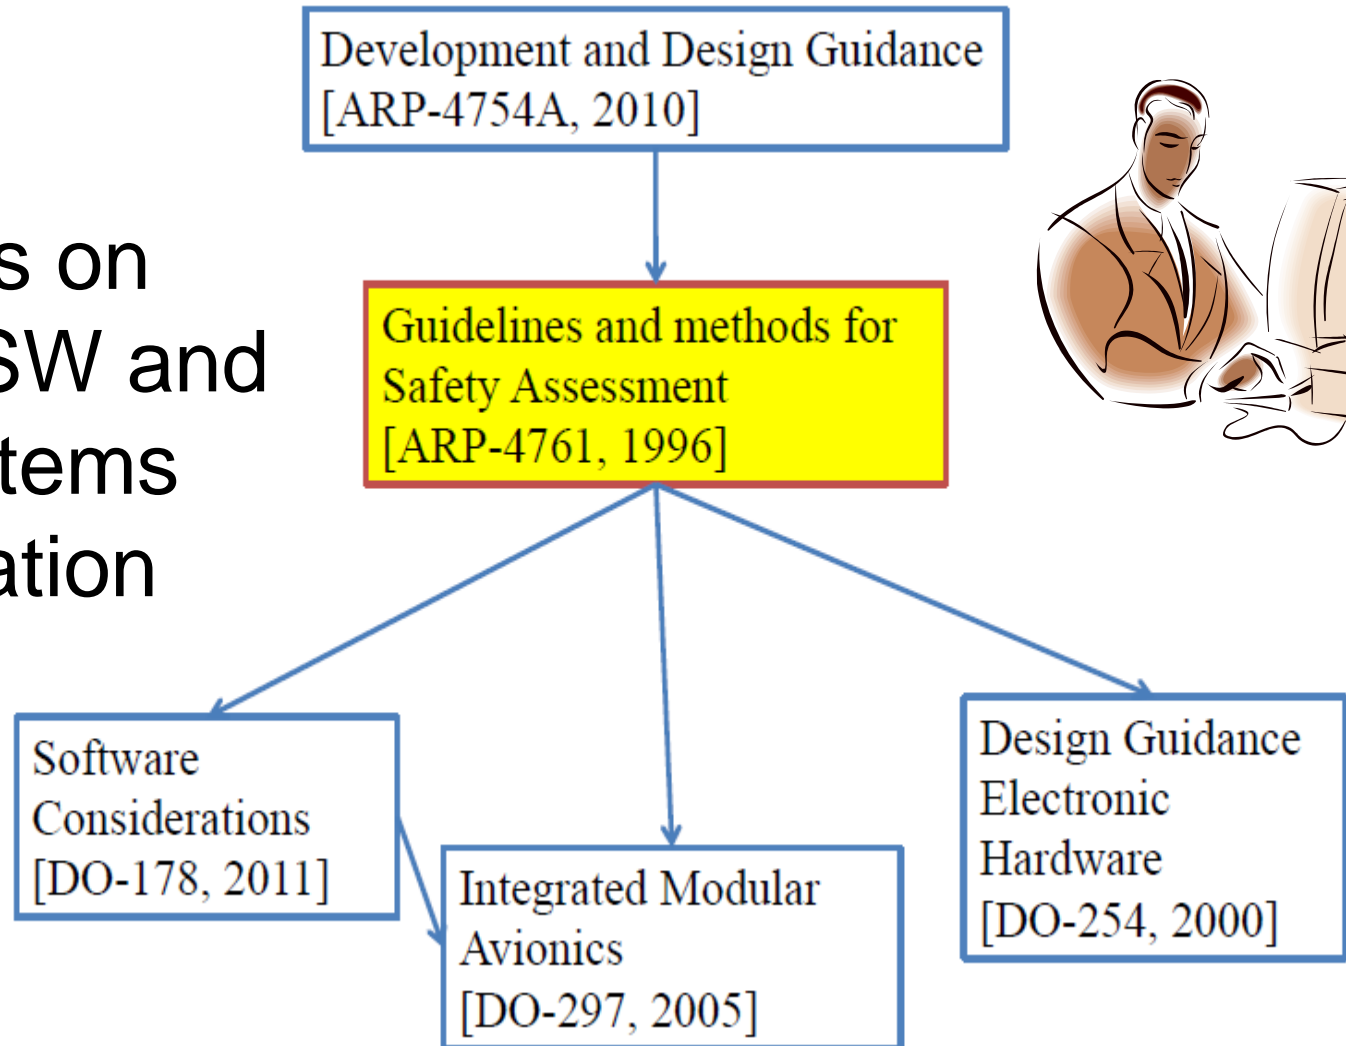 Development and Design Guidance
[ARP-4754A, 2010]
s on
SW and
tems
ation
Guidelines and methods for
Safety Assessment
[ARP-4761, 1996]
Software
Considerations
[DO-178, 2011]
Integrated Modular
Avionics
[DO-297, 2005]
Design Guidance
Electronic
Hardware
[DO-254, 2000]